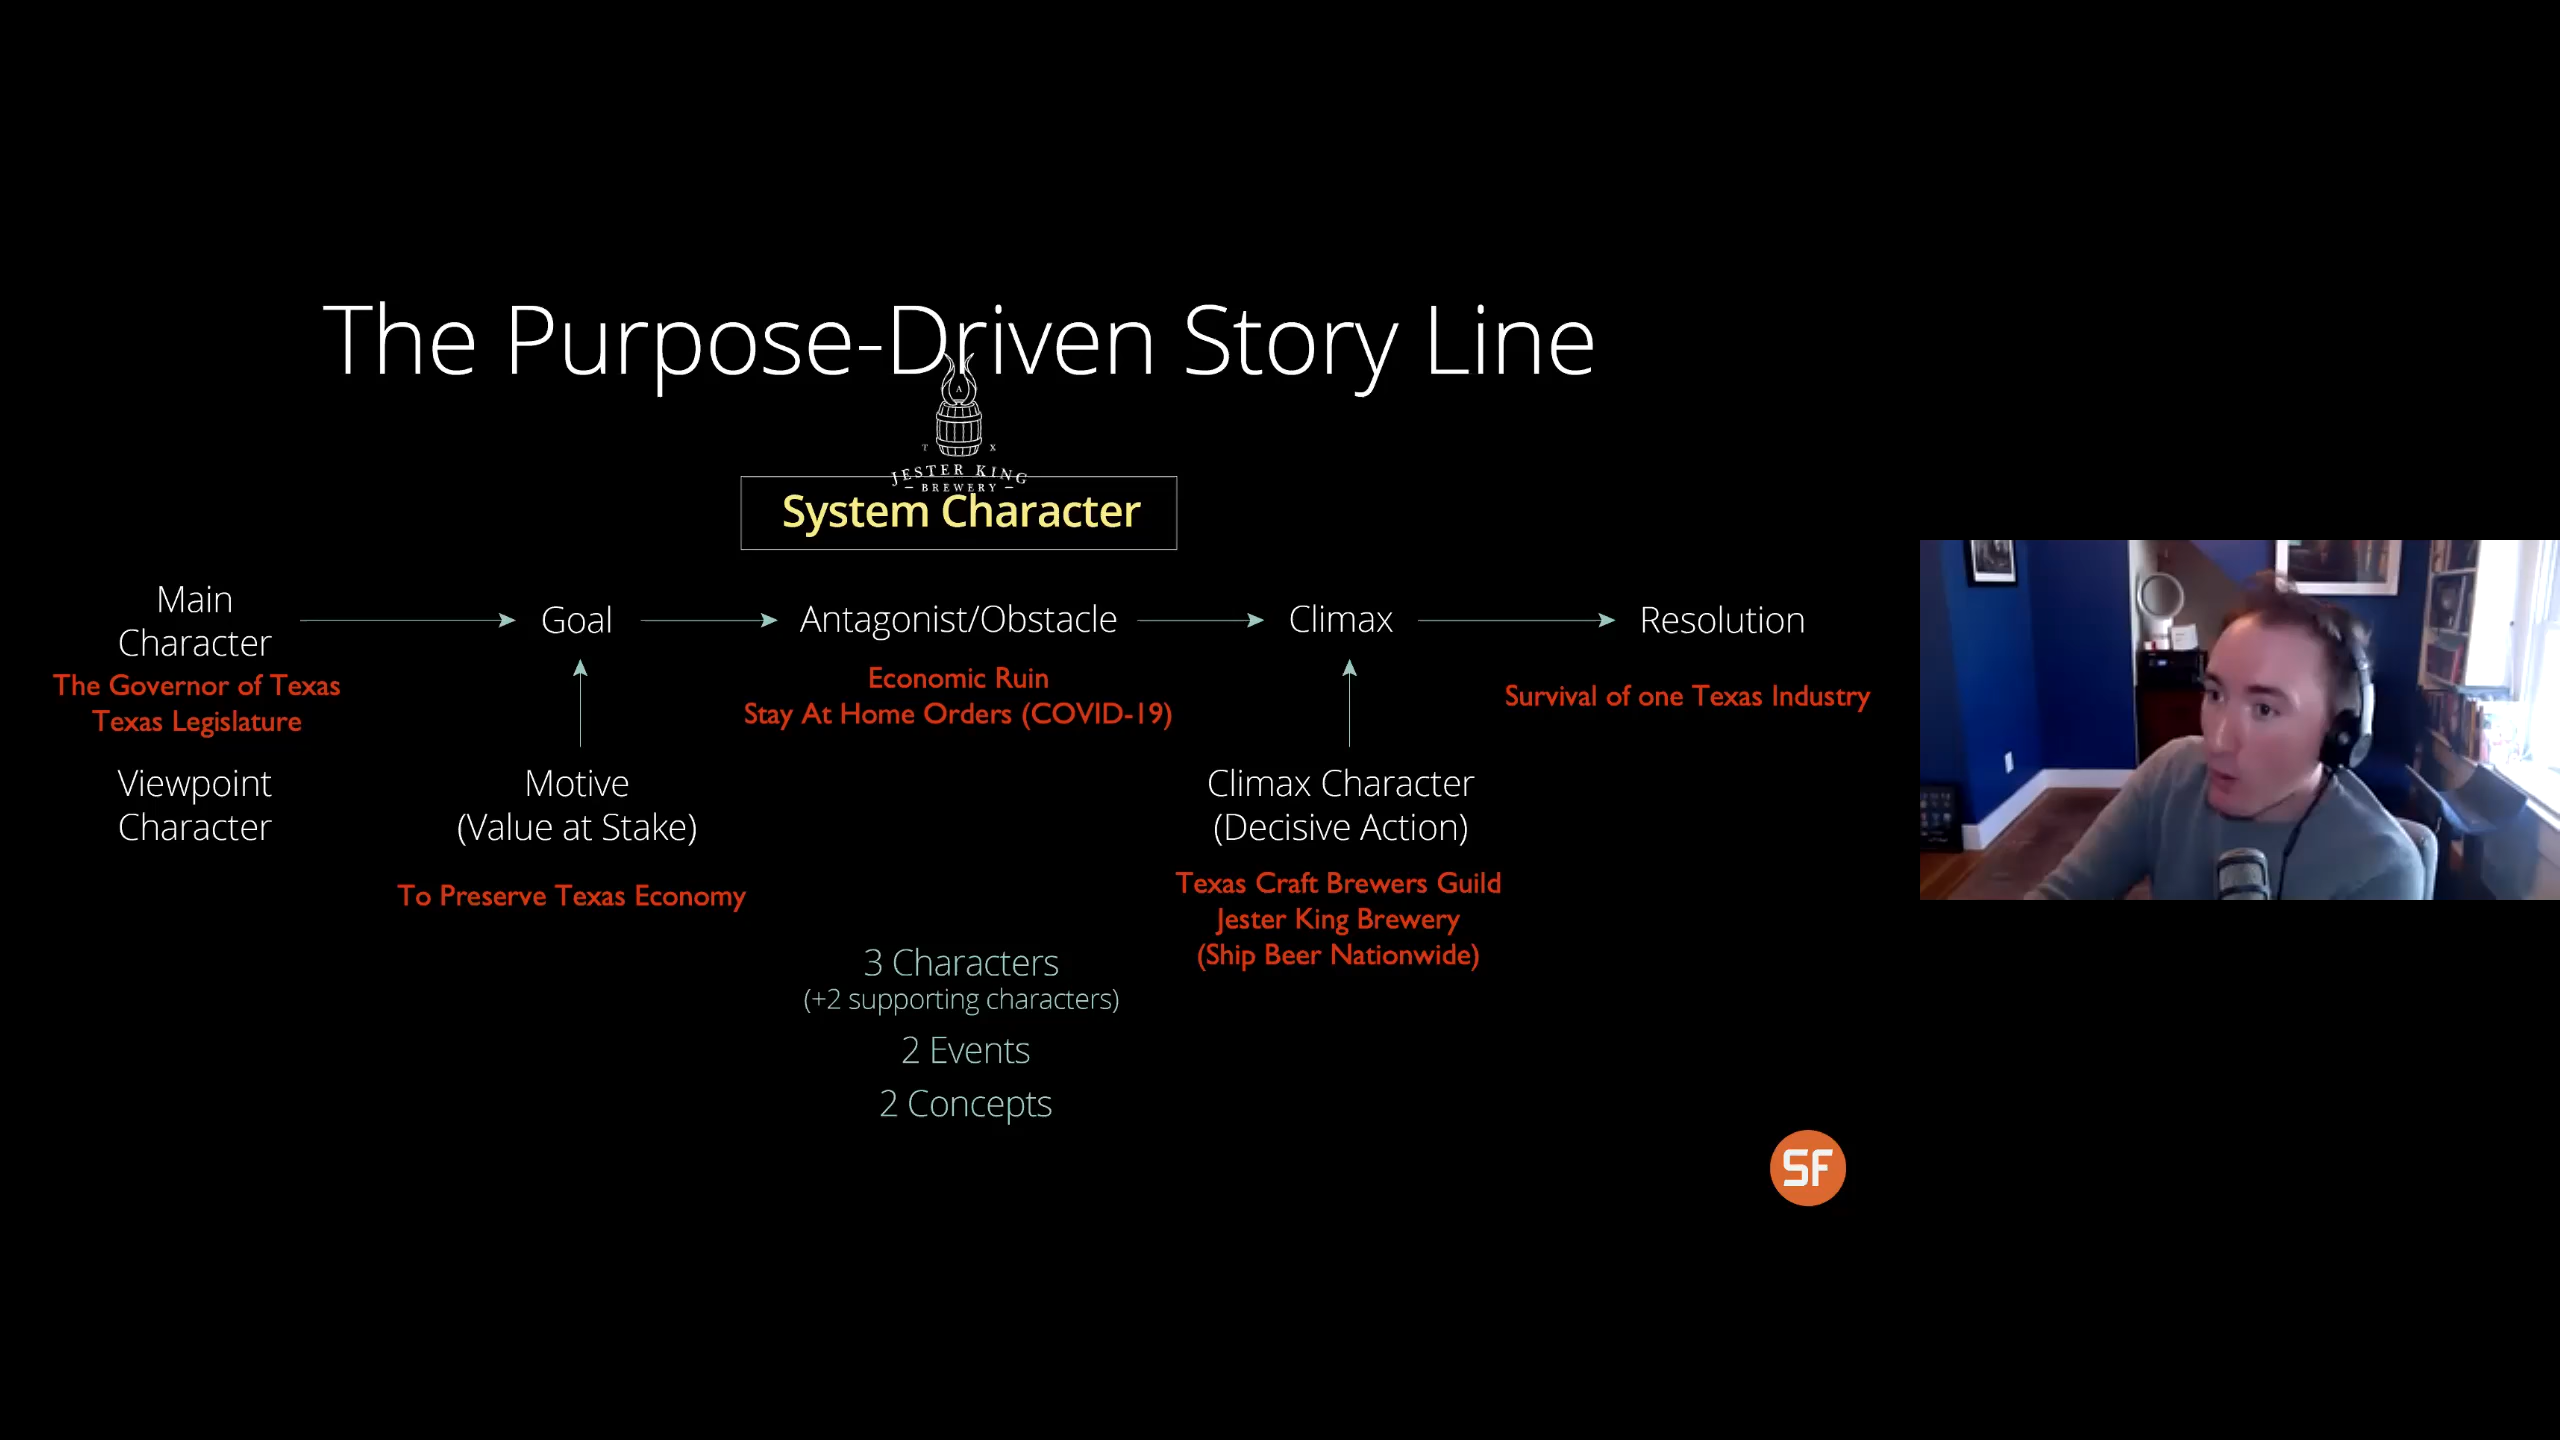 The Purpose-Driven Story Line
A
T X
JESTER KING
– BREWERY –
System Character
Main
Character
The Governor of Texas
Texas Legislature
Goal
Antagonist/Obstacle
Economic Ruin
Stay At Home Orders (COVID-19)
Climax
Resolution
Survival of one Texas Industry
Viewpoint
Character
Motive
(Value at Stake)
To Preserve Texas Economy
Climax Character
(Decisive Action)
Texas Craft Brewers Guild
Jester King Brewery
(Ship Beer Nationwide)
3 Characters
(+2 supporting characters)
2 Events
2 Concepts
SF